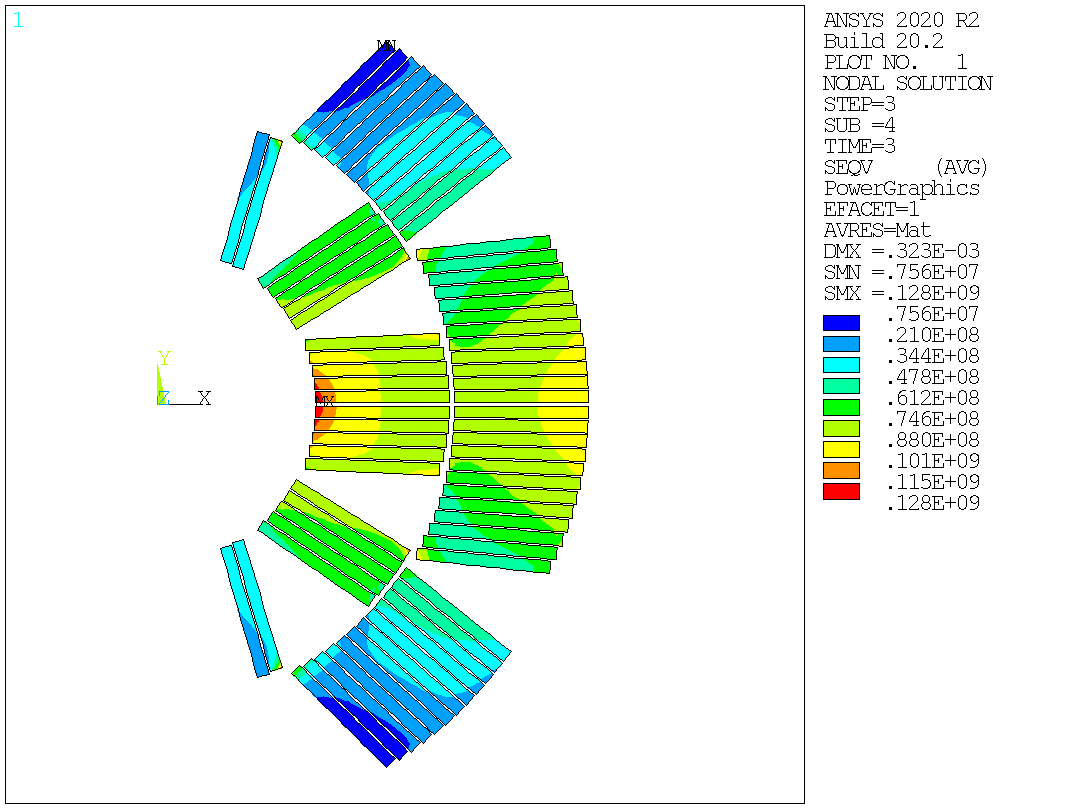 1
ANSYS 2020 R2
Build 20.2
PLOT NO. 1
NODAL SOLUTION
STEP=3
SUB =4
TIME=3
SEQV (AVG)
PowerGraphics
EFACET=1
AVRES=Mat
DMX =.323E-03
SMN =.756E+07
SMX =.128E+09
.756E+07
.210E+08
.344E+08
.478E+08
.612E+08
.746E+08
.880E+08
.101E+09
.115E+09
.128E+09
MN
Y
Z X
MX